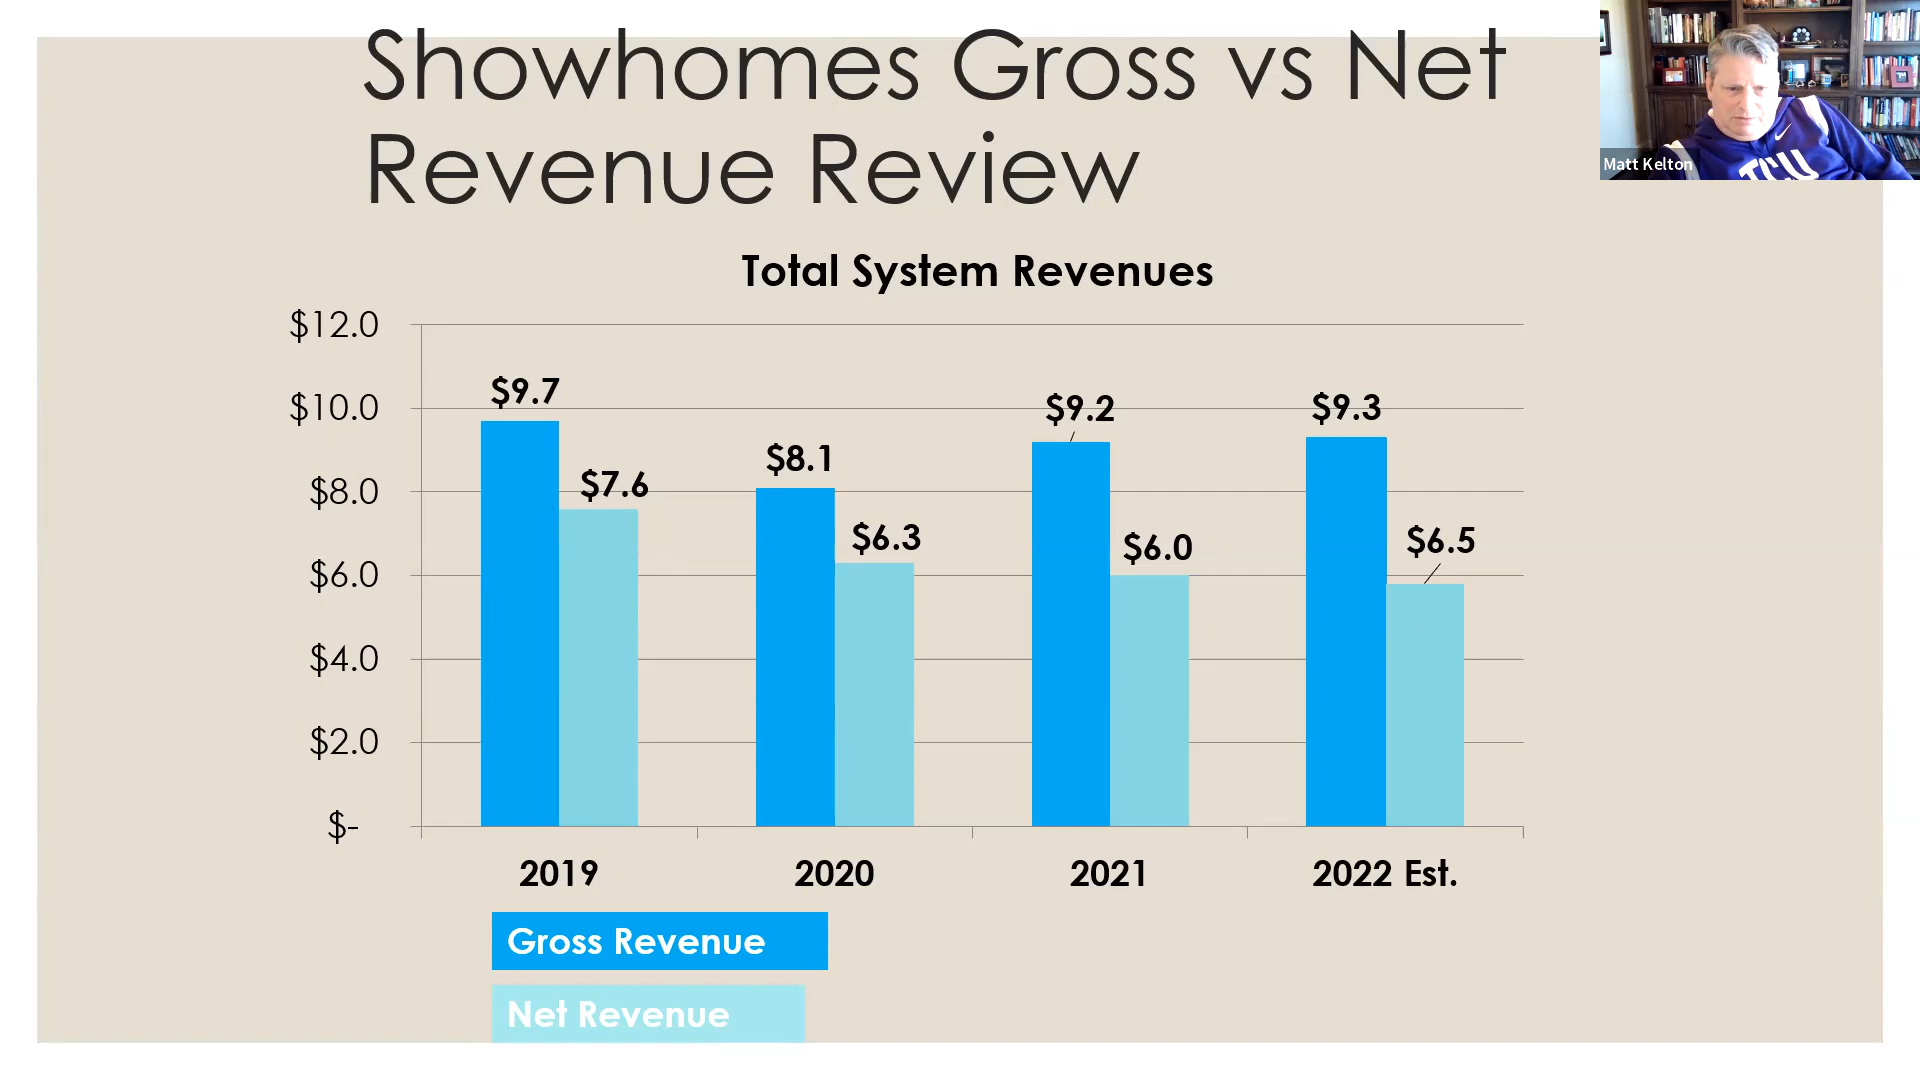 Showhomes Gross vs Net
Revenue Review
Matt Kelton
TCU
Total System Revenues
$12.0
$10.0
$8.0
$6.0
$4.0
$2.0
$-
$9.7
$7.6
$8.1
$6.3
$9.2
$6.0
$9.3
$6.5
2019
2020
2021
2022 Est.
Gross Revenue
Net Revenue